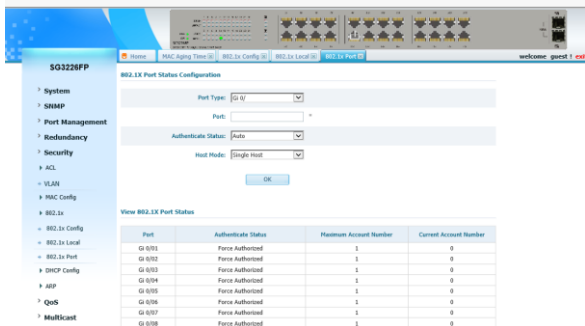 Home MAC Aging Time 802.1x Config 802.1x Local 802.1x Port welcome guest ! exit
SG3226FP
System
SNMP
Port Management
Redundancy
Security
ACL
VLAN
MAC Config
802.1x
802.1x Config
802.1x Local
802.1x Port
DHCP Config
ARP
QoS
Multicast
802.1X Port Status Configuration
Port Type: Gi 0/
Port: *
Authenticate Status: Auto
Host Mode: Single Host
OK
View 802.1X Port Status
Port Authenticate Status Maximum Account Number Current Account Number
Gi 0/01 Force Authorized 1 0
Gi 0/02 Force Authorized 1 0
Gi 0/03 Force Authorized 1 0
Gi 0/04 Force Authorized 1 0
Gi 0/05 Force Authorized 1 0
Gi 0/06 Force Authorized 1 0
Gi 0/07 Force Authorized 1 0
Gi 0/08 Force Authorized 1 0